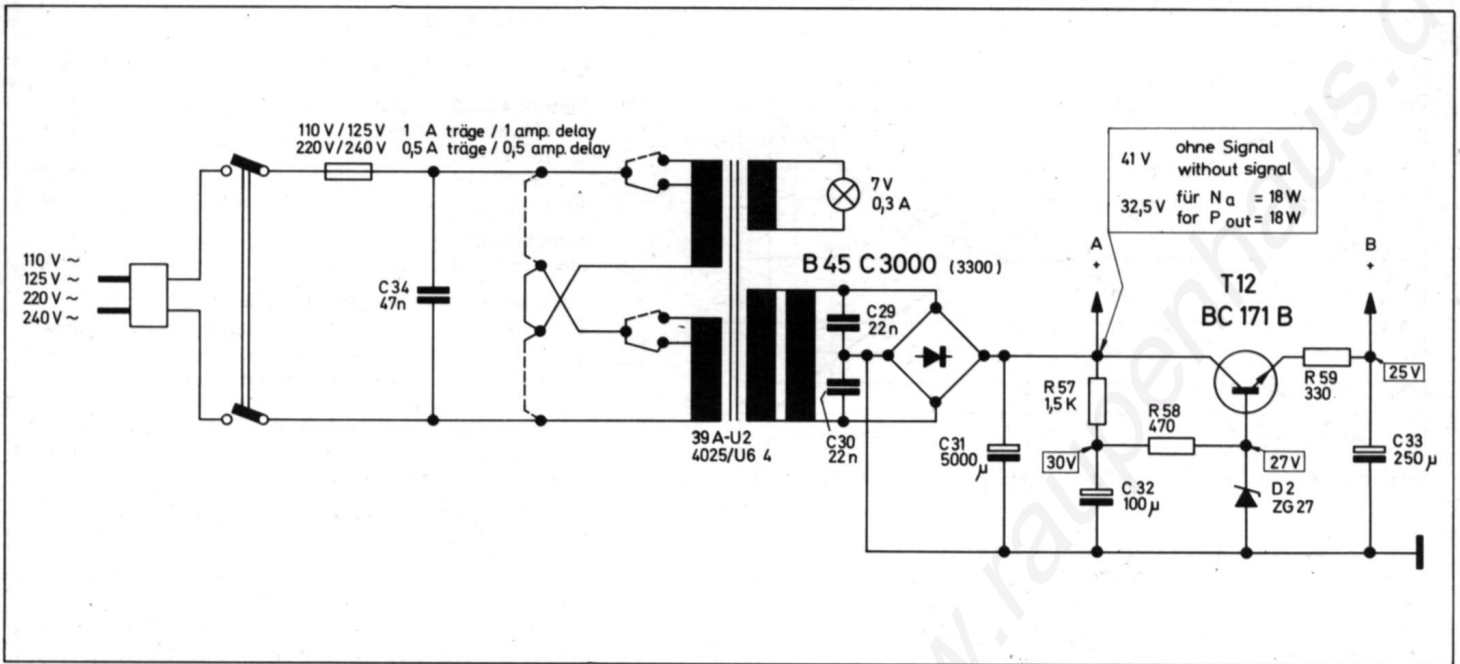 110 V/125 V 1 A träge / 1 amp. delay
220 V/240 V 0,5 A träge / 0,5 amp. delay
110 V ~
125 V ~
220 V ~
240 V ~
C 34
47n
7 V
0,3 A
39 A-U2
4025/U6 4
B 45 C 3000 (3300)
C 29
22 n
C 30
22 n
C 31
5000 µ
41 V ohne Signal
without signal
32,5 V für N a = 18 W
for P out = 18 W
A
+
B
+
T 12
BC 171 B
R 57
1,5 K
R 58
470
R 59
330
25 V
30 V
27 V
C 32
100 µ
D 2
ZG 27
C 33
250 µ
w.raupenhaus.d